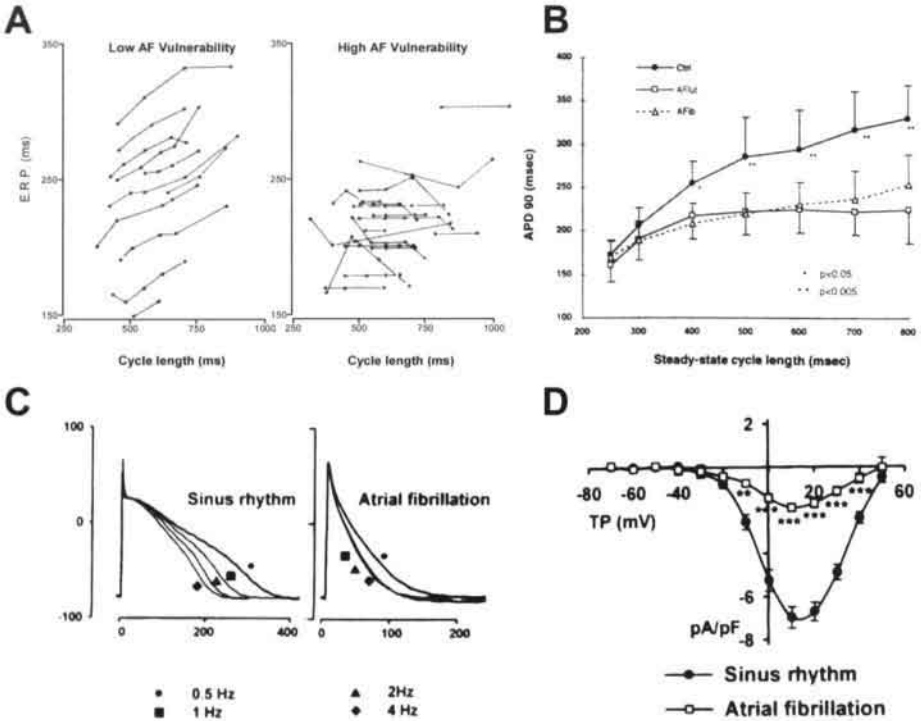 A
Low AF Vulnerability
High AF Vulnerability
350
350
E.R.P. (ms)
250
250
150
150
250
500
750
1000
250
500
750
1000
Cycle length (ms)
Cycle length (ms)
B
400
350
300
250
200
150
100
APD 90 (msec)
Ctrl
AFlut
AFib
*
**
**
**
**
* p<0.05
** p<0.005
200
300
400
500
600
700
800
Steady-state cycle length (msec)
C
100
0
-100
Sinus rhythm
Atrial fibrillation
0
200
400
0
200
0.5 Hz
2Hz
1 Hz
4 Hz
D
2
-80
-60
-40
20
40
60
TP (mV)
**
***
***
***
***
***
-6
-8
pA/pF
Sinus rhythm
Atrial fibrillation